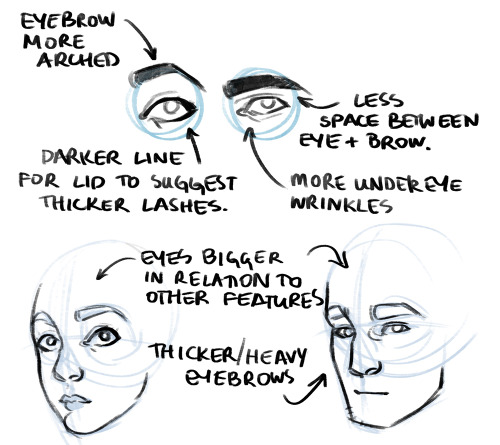 EYEBROW
MORE
ARCHED
LESS
SPACE BETWEEN
EYE + BROW.
DARKER LINE
FOR LID TO SUGGEST
THICKER LASHES.
MORE UNDEREYE
WRINKLES
EYES BIGGER
IN RELATION TO
OTHER FEATURES
THICKER/HEAVY
EYEBROWS